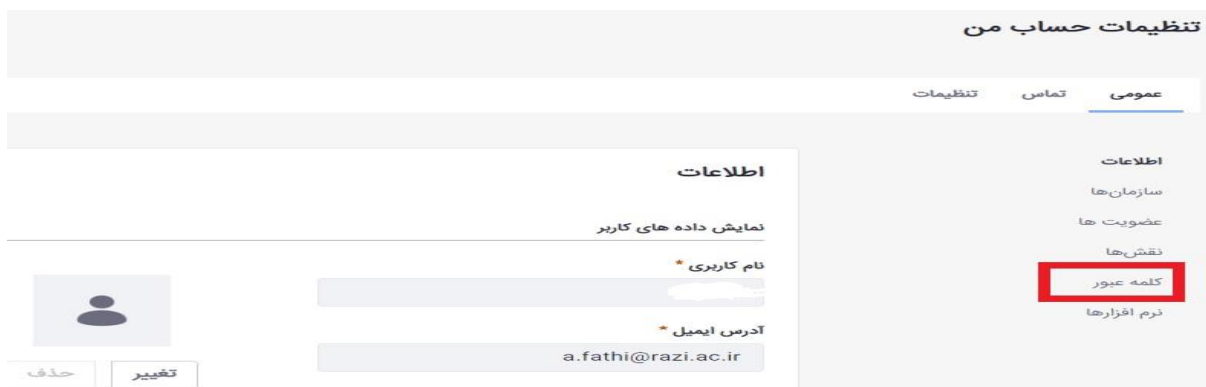 تنظیمات حساب من
عمومی تماس تنظیمات
اطلاعات
سازمان‌ها
عضویت ها
نقش‌ها
کلمه عبور
نرم افزارها
اطلاعات
نمایش داده های کاربر
نام کاربری *
آدرس ایمیل *
a.fathi@razi.ac.ir
تغییر حذف